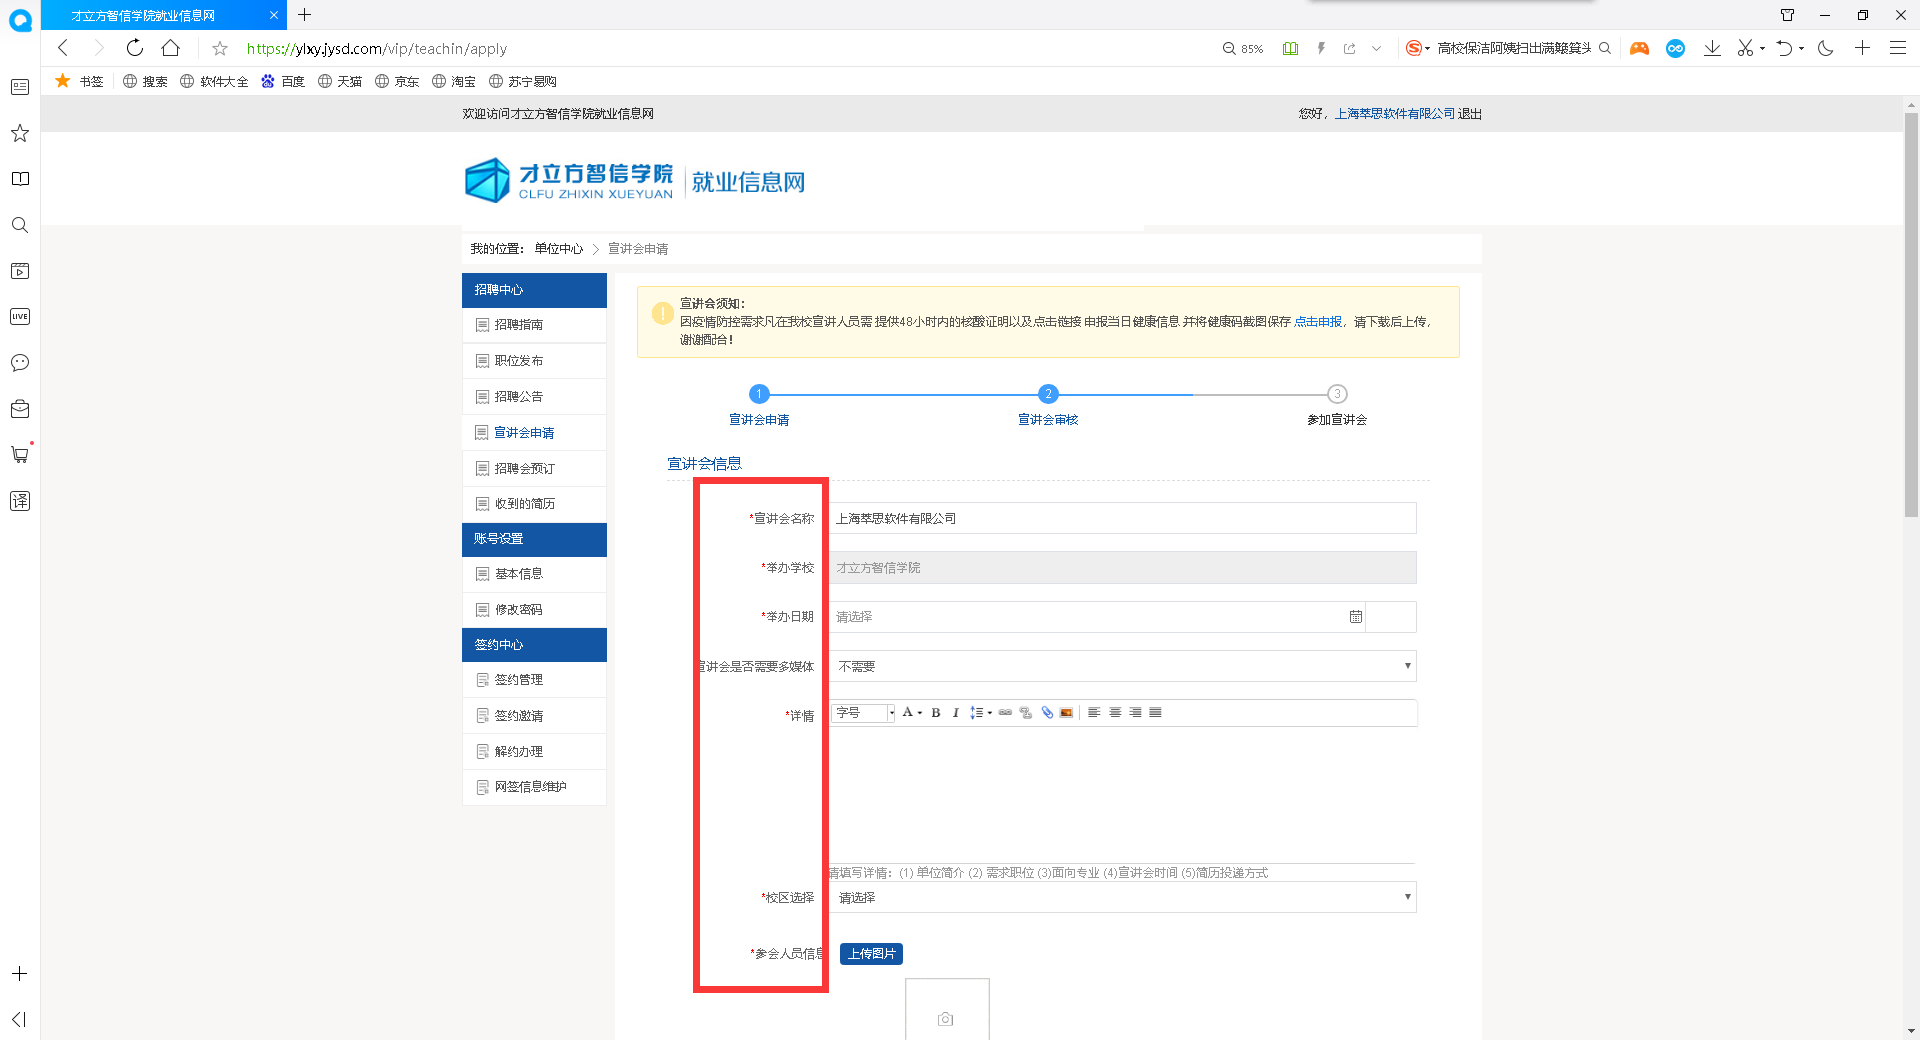 才立方智信学院就业信息网
https://ylxy.jysd.com/vip/teachin/apply
85%
高校保洁阿姨扫出满簸箕头
书签 搜索 软件大全 百度 天猫 京东 淘宝 苏宁易购
LIVE
译
欢迎访问才立方智信学院就业信息网
您好，上海萃思软件有限公司 退出
才立方智信学院
CLFU ZHIXIN XUEYUAN
就业信息网
我的位置： 单位中心 > 宣讲会申请
招聘中心
招聘指南
职位发布
招聘公告
宣讲会申请
招聘会预订
收到的简历
账号设置
基本信息
修改密码
签约中心
签约管理
签约邀请
解约办理
网签信息维护
宣讲会须知：
因疫情防控需求凡在我校宣讲人员需 提供48小时内的核酸证明以及点击链接 申报当日健康信息 并将健康码截图保存 点击申报，请下载后上传，
谢谢配合！
1 2 3
宣讲会申请 宣讲会审核 参加宣讲会
宣讲会信息
*宣讲会名称 上海萃思软件有限公司
*举办学校 才立方智信学院
*举办日期 请选择
宣讲会是否需要多媒体 不需要
*详情 字号 A B I
请填写详情：(1) 单位简介 (2) 需求职位 (3)面向专业 (4)宣讲会时间 (5)简历投递方式
*校区选择 请选择
*参会人员信息 上传图片